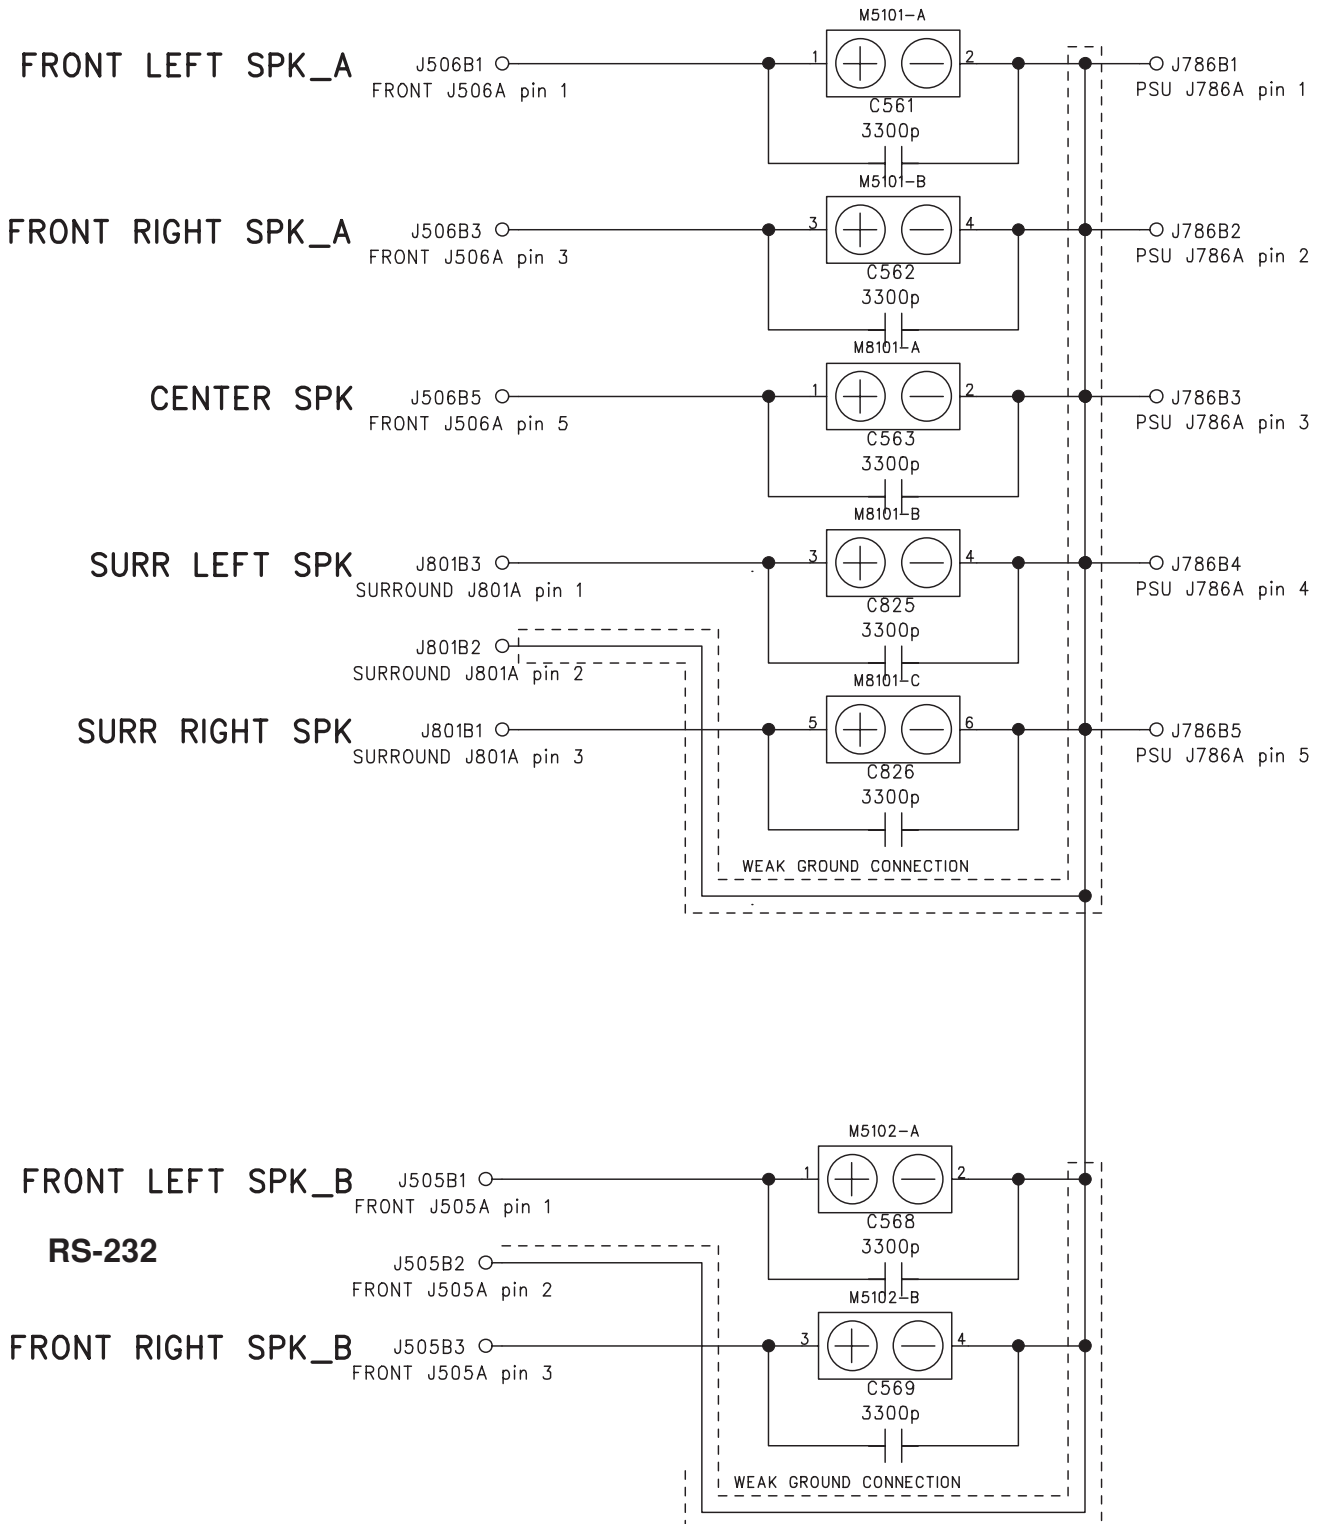 M5101-A
FRONT LEFT SPK_A J506B1 1 2 J786B1
FRONT J506A pin 1 PSU J786A pin 1
C561
3300p
M5101-B
FRONT RIGHT SPK_A J506B3 3 4 J786B2
FRONT J506A pin 3 PSU J786A pin 2
C562
3300p
M8101-A
CENTER SPK J506B5 1 2 J786B3
FRONT J506A pin 5 PSU J786A pin 3
C563
3300p
M8101-B
SURR LEFT SPK J801B3 3 4 J786B4
SURROUND J801A pin 1 PSU J786A pin 4
C825
3300p
J801B2
SURROUND J801A pin 2
M8101-C
SURR RIGHT SPK J801B1 5 6 J786B5
SURROUND J801A pin 3 PSU J786A pin 5
C826
3300p
WEAK GROUND CONNECTION
M5102-A
FRONT LEFT SPK_B J505B1 1 2
FRONT J505A pin 1
C568
3300p
RS-232
J505B2
FRONT J505A pin 2
M5102-B
FRONT RIGHT SPK_B J505B3 3 4
FRONT J505A pin 3
C569
3300p
WEAK GROUND CONNECTION